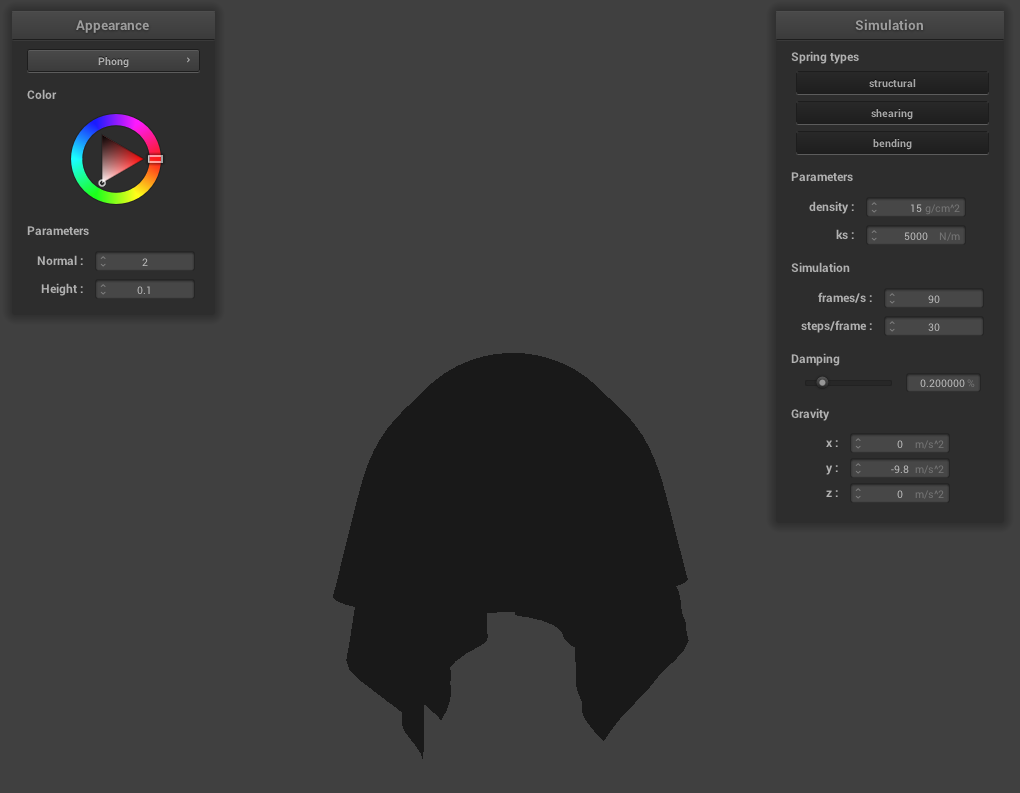 Appearance
Phong
Color
Parameters
Normal : 2
Height : 0.1
Simulation
Spring types
structural
shearing
bending
Parameters
density : 15 g/cm^2
ks : 5000 N/m
Simulation
frames/s : 90
steps/frame : 30
Damping
0.200000 %
Gravity
x : 0 m/s^2
y : -9.8 m/s^2
z : 0 m/s^2